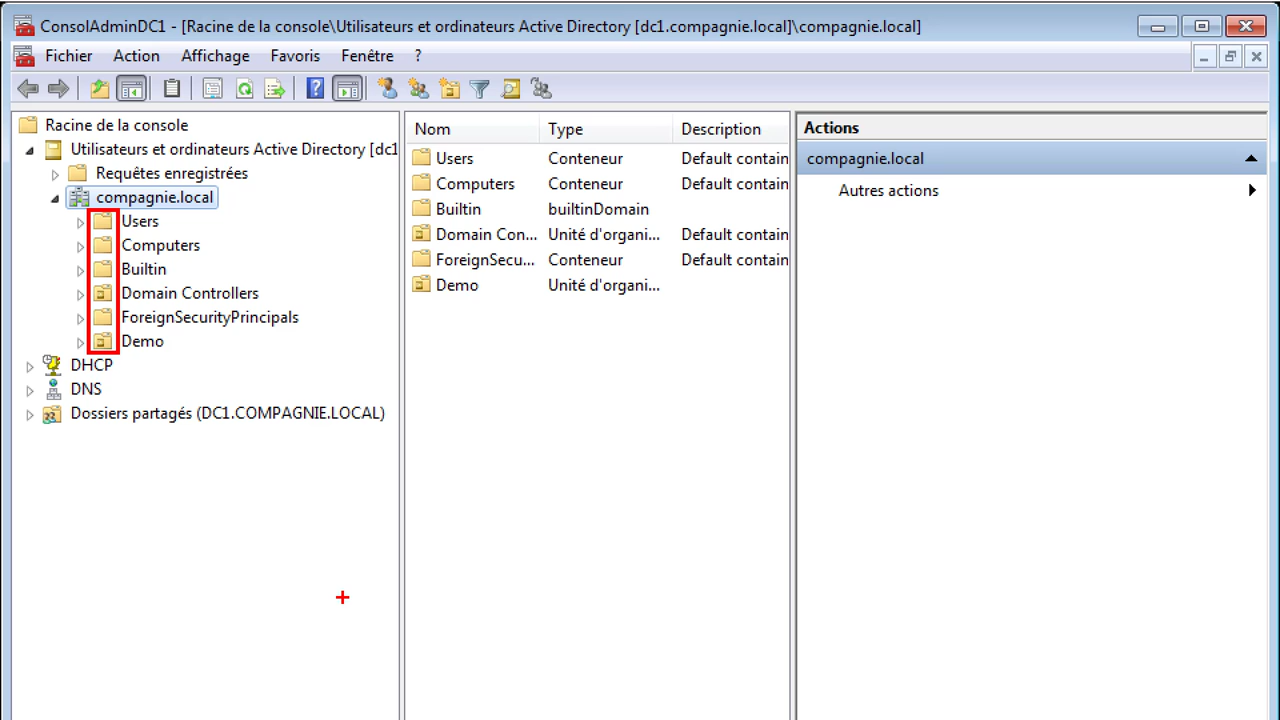 ConsolAdminDC1 - [Racine de la console\Utilisateurs et ordinateurs Active Directory [dc1.compagnie.local]\compagnie.local]
Fichier Action Affichage Favoris Fenêtre ?
Racine de la console
Utilisateurs et ordinateurs Active Directory [dc1
Requêtes enregistrées
compagnie.local
Users
Computers
Builtin
Domain Controllers
ForeignSecurityPrincipals
Demo
DHCP
DNS
Dossiers partagés (DC1.COMPAGNIE.LOCAL)
Nom Type Description
Users Conteneur Default contain
Computers Conteneur Default contain
Builtin builtinDomain
Domain Con... Unité d'organi... Default contain
ForeignSecu... Conteneur Default contain
Demo Unité d'organi...
Actions
compagnie.local
Autres actions